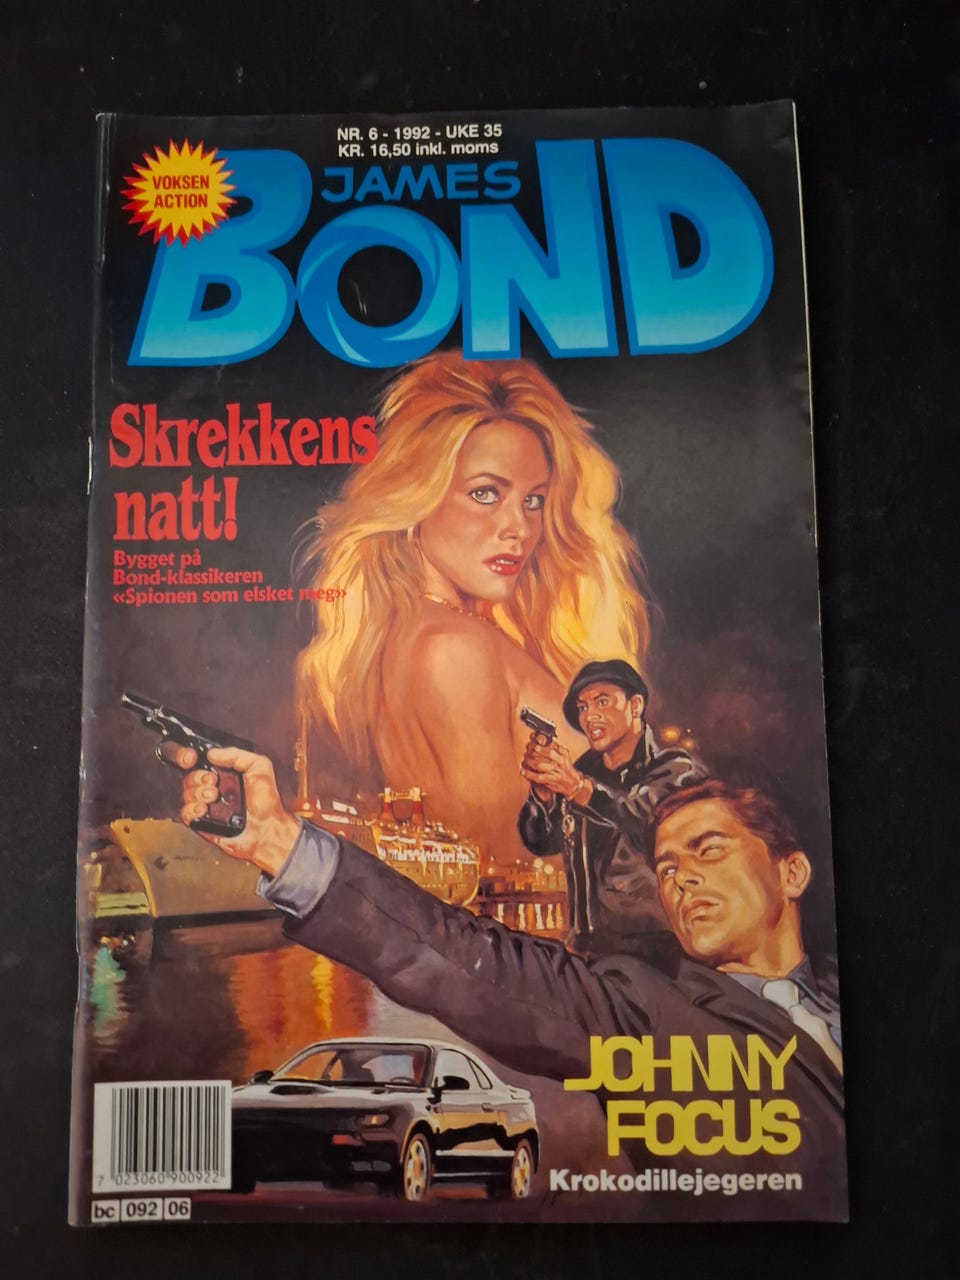 NR. 6 - 1992 - UKE 35
KR. 16,50 inkl. moms
VOKSEN
ACTION
JAMES
BOND
Skrekkens
natt!
Bygget på
Bond-klassikeren
«Spionen som elsket meg»
JOHNNY
FOCUS
Krokodillejegeren
7 023060 900922
bc 092 06